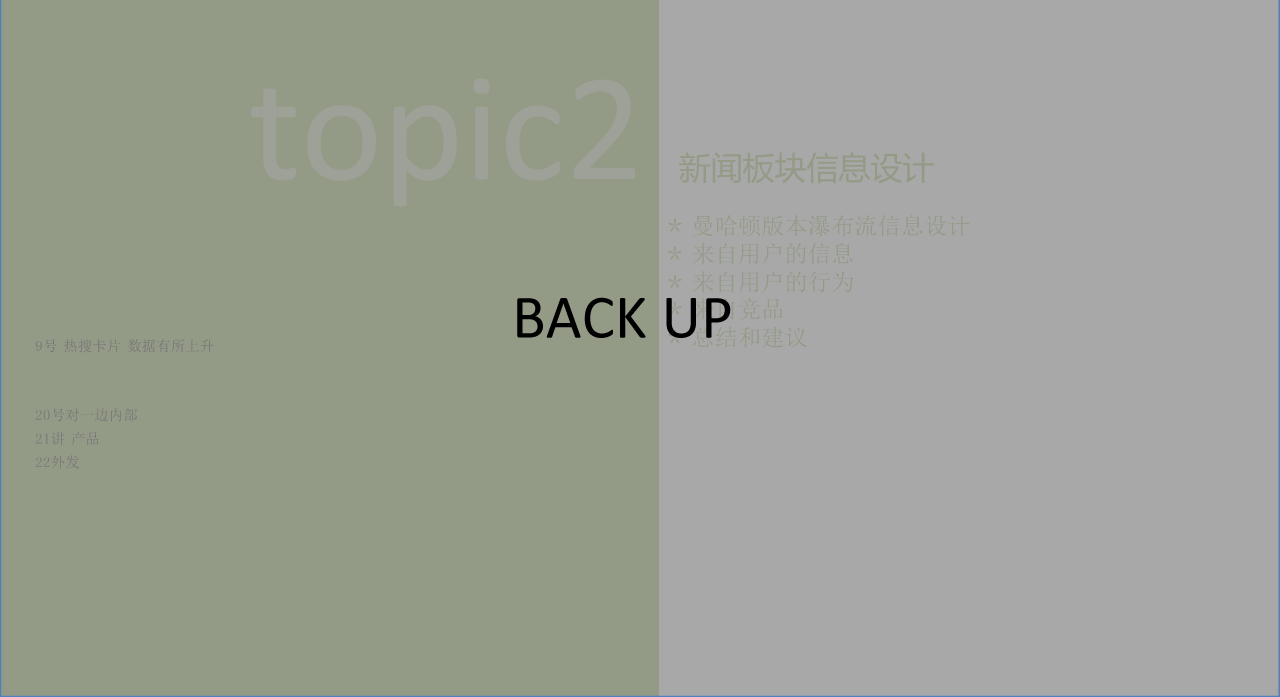 topic2
新闻板块信息设计
* 曼哈顿版本瀑布流信息设计
* 来自用户的信息
* 来自用户的行为
* 竞品
BACK UP
* 总结和建议
9号 热搜卡片 数据有所上升
20号对一边内部
21讲 产品
22外发